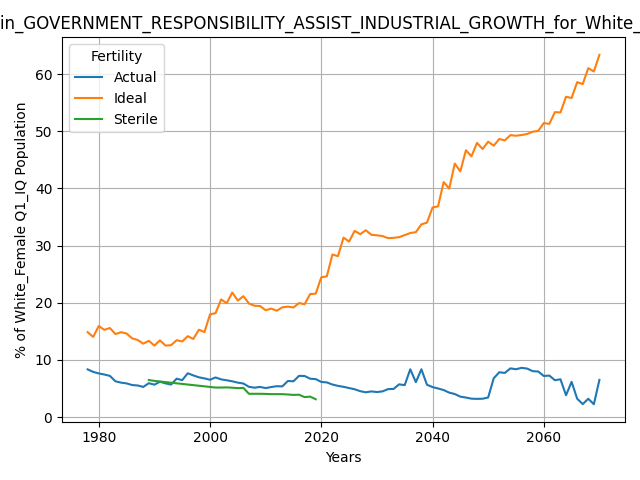 in_GOVERNMENT_RESPONSIBILITY_ASSIST_INDUSTRIAL_GROWTH_for_White_
Fertility
Actual
Ideal
Sterile
% of White_Female Q1_IQ Population
60
50
40
30
20
10
0
1980 2000 2020 2040 2060
Years